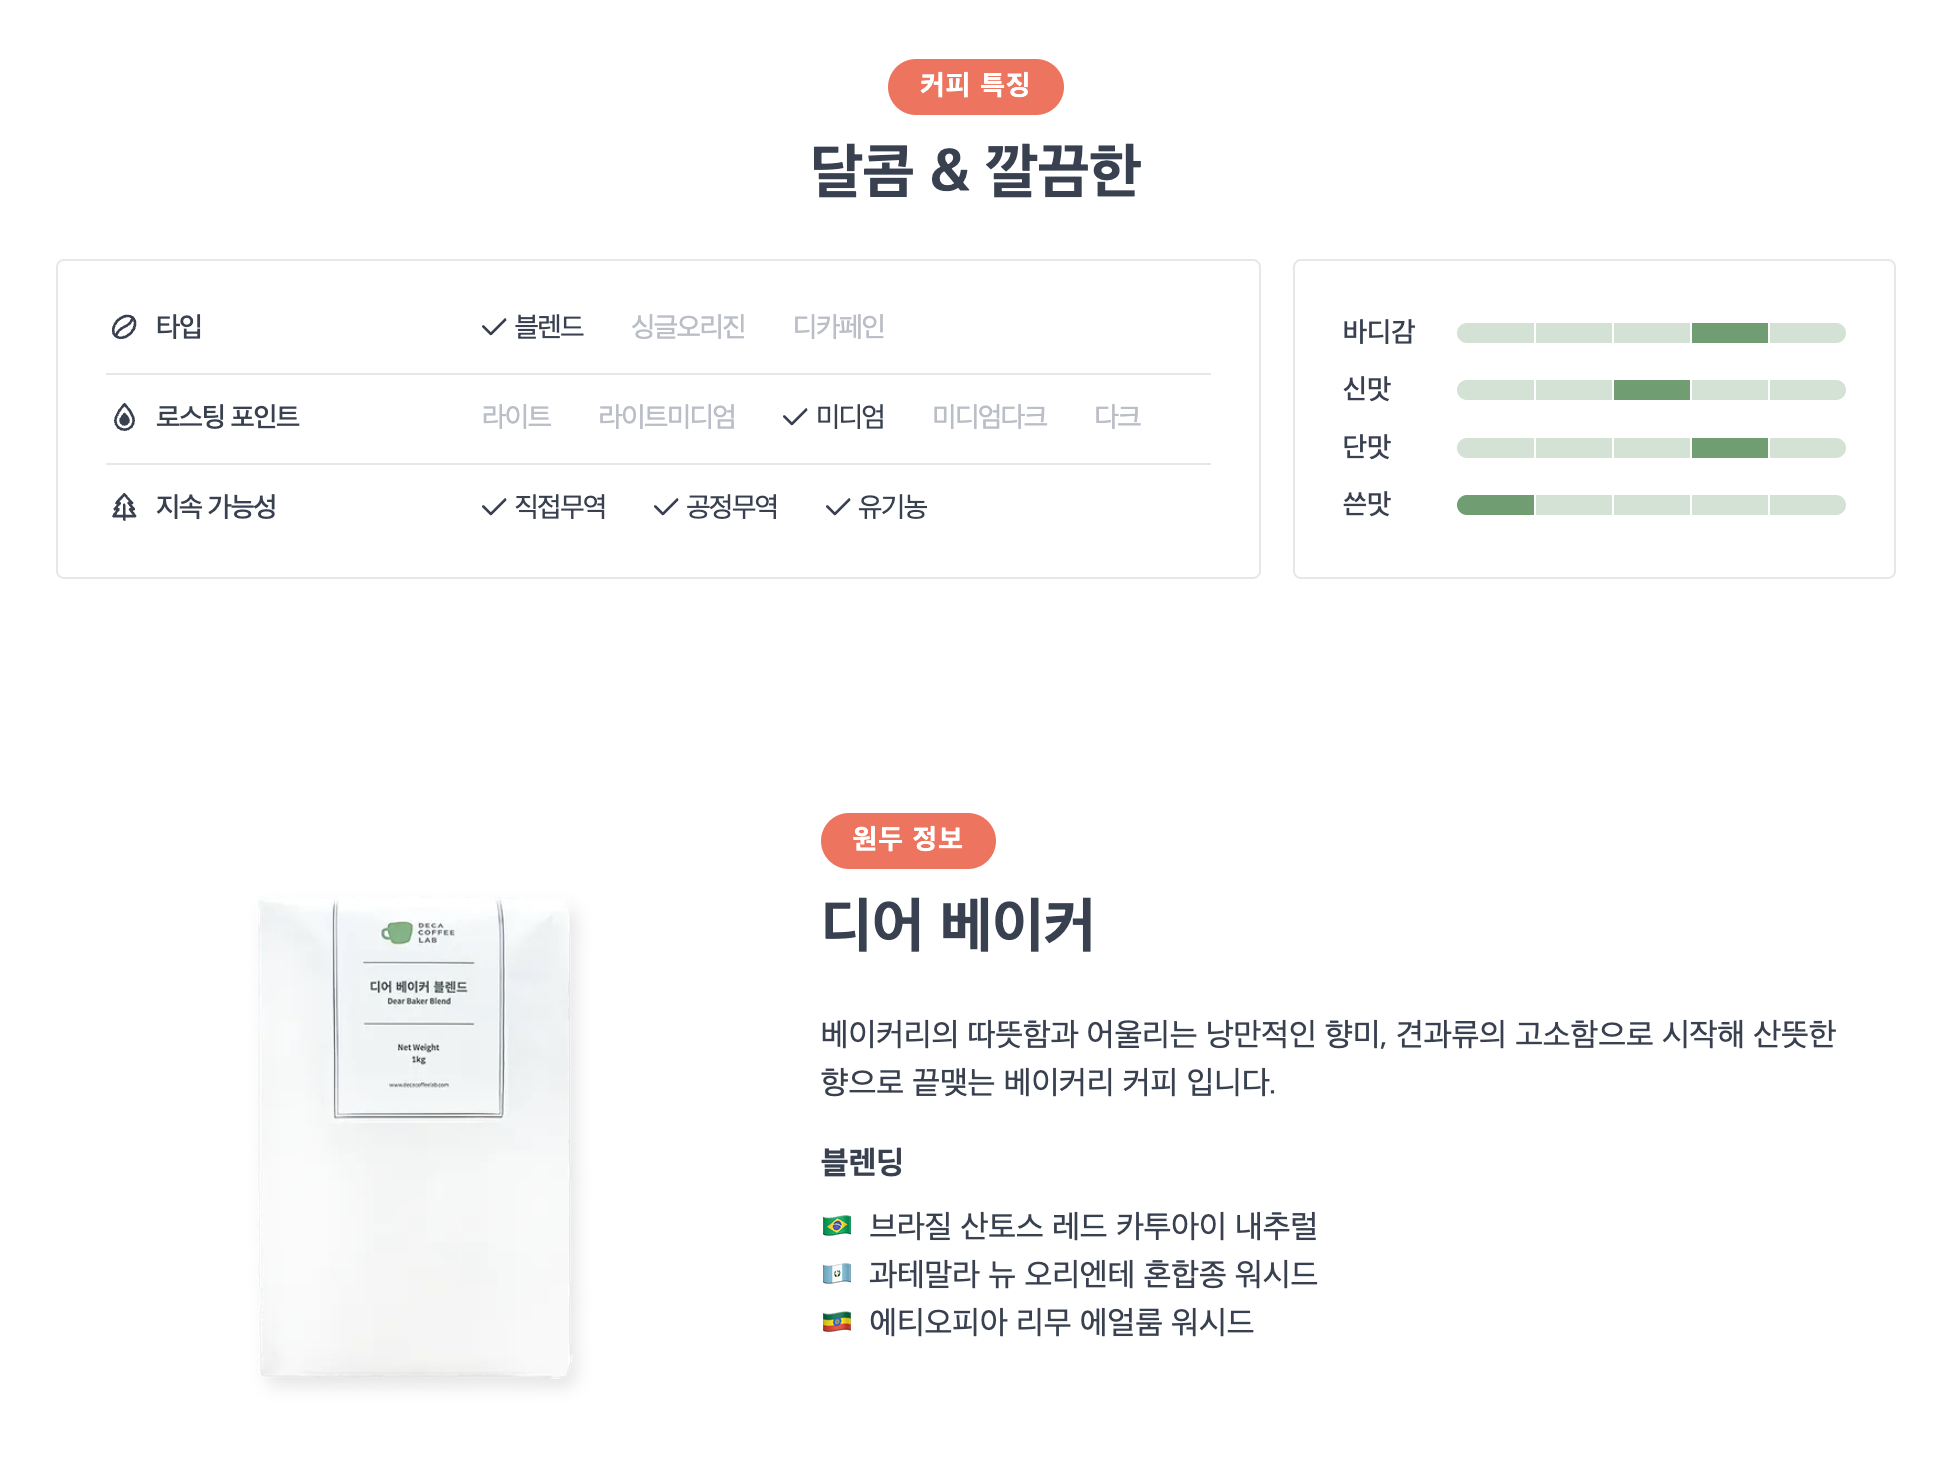 커피 특징
달콤 & 깔끔한
타입 블렌드 싱글오리진 디카페인
로스팅 포인트 라이트 라이트미디엄 미디엄 미디엄다크 다크
지속 가능성 직접무역 공정무역 유기농
바디감
신맛
단맛
쓴맛
DECA
COFFEE
LAB
디어 베이커 블렌드
Dear Baker Blend
Net Weight
1kg
www.decacoffeelab.com
원두 정보
디어 베이커
베이커리의 따뜻함과 어울리는 낭만적인 향미, 견과류의 고소함으로 시작해 산뜻한
향으로 끝맺는 베이커리 커피 입니다.
블렌딩
브라질 산토스 레드 카투아이 내추럴
과테말라 뉴 오리엔테 혼합종 워시드
에티오피아 리무 에얼룸 워시드